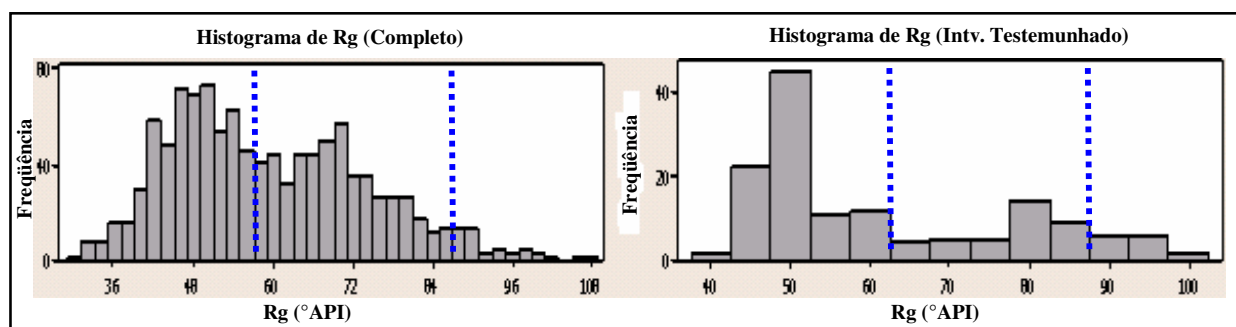 Histograma de Rg (Completo)
80
40
0
Freqüência
36 48 60 72 84 96 108
Rg (°API)
Histograma de Rg (Intv. Testemunhado)
40
20
0
Freqüência
40 50 60 70 80 90 100
Rg (°API)